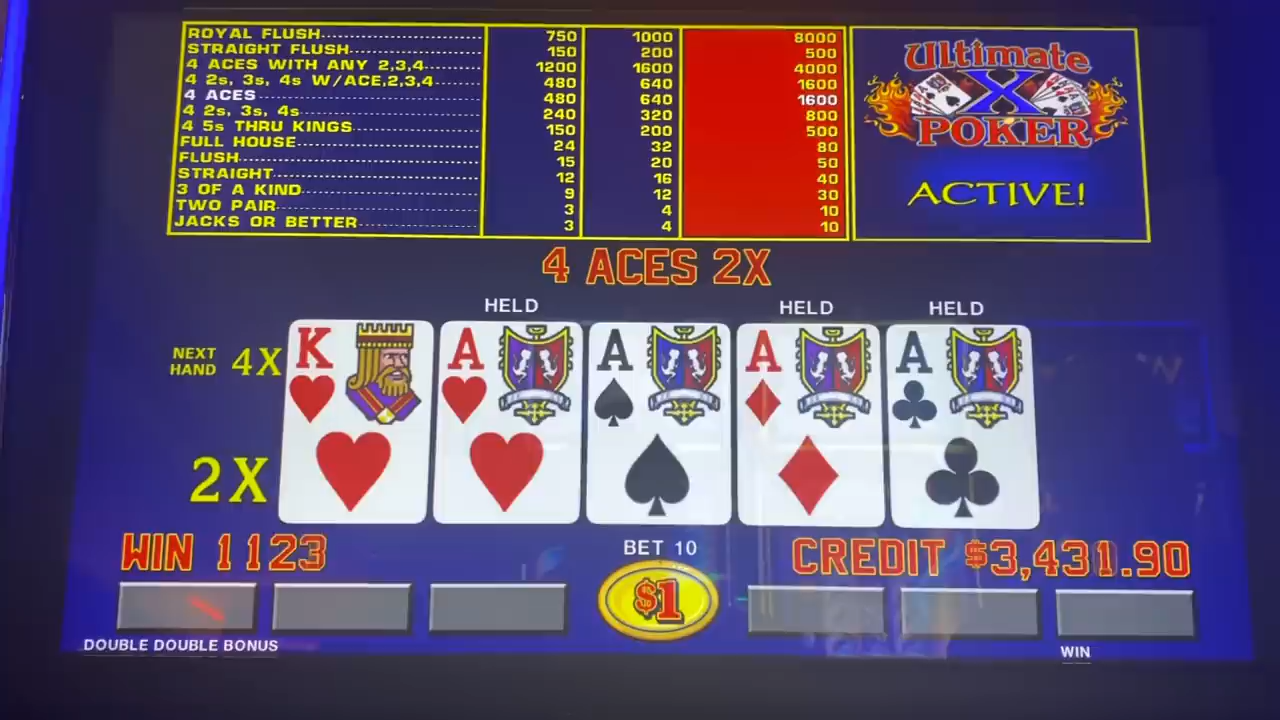 ROYAL FLUSH 750 1000 8000
STRAIGHT FLUSH 150 200 500
4 ACES WITH ANY 2,3,4 1200 1600 4000
4 2s, 3s, 4s W/ACE,2,3,4 480 640 1600
4 ACES 480 640 1600
4 2s, 3s, 4s 240 320 800
4 5s THRU KINGS 150 200 500
FULL HOUSE 24 32 80
FLUSH 15 20 50
STRAIGHT 12 16 40
3 OF A KIND 9 12 30
TWO PAIR 3 4 10
JACKS OR BETTER 3 4 10
Ultimate
X
POKER
ACTIVE!
4 ACES 2X
HELD HELD HELD
NEXT HAND 4X
K A A A A
2X
WIN 1123
BET 10
CREDIT $3,431.90
$1
DOUBLE DOUBLE BONUS
WIN